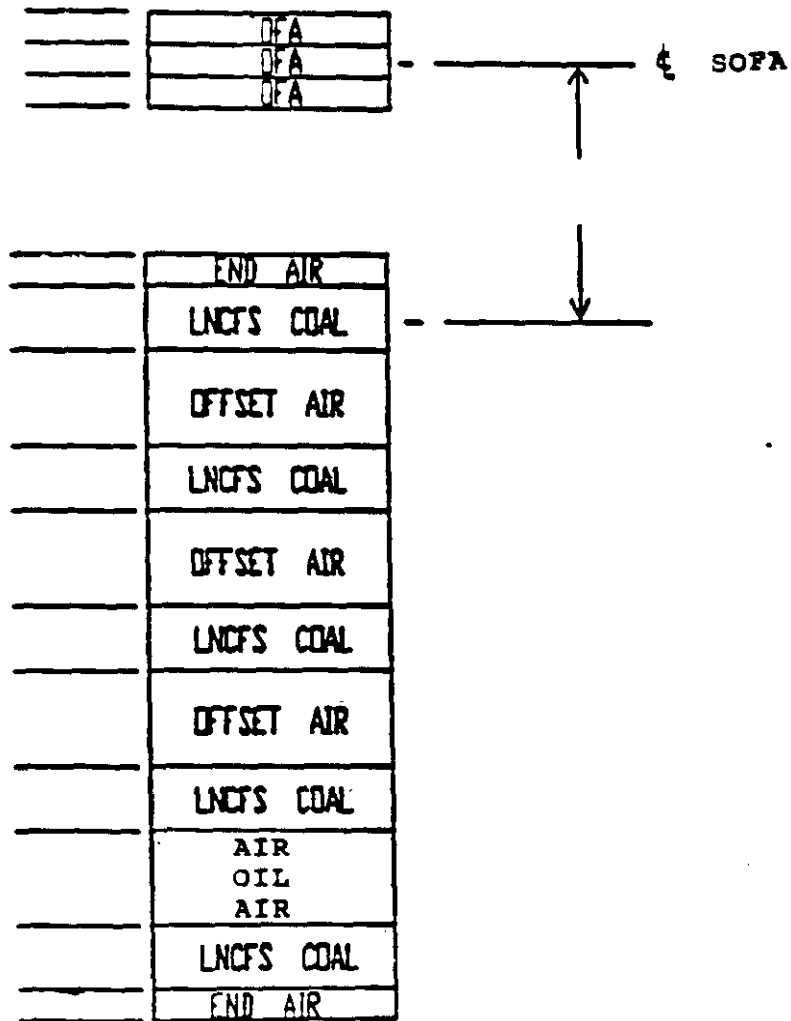 OFA
OFA ℄ SOFA
OFA
END AIR
LNCFS COAL
OFFSET AIR
LNCFS COAL
OFFSET AIR
LNCFS COAL
OFFSET AIR
LNCFS COAL
AIR
OIL
AIR
LNCFS COAL
END AIR